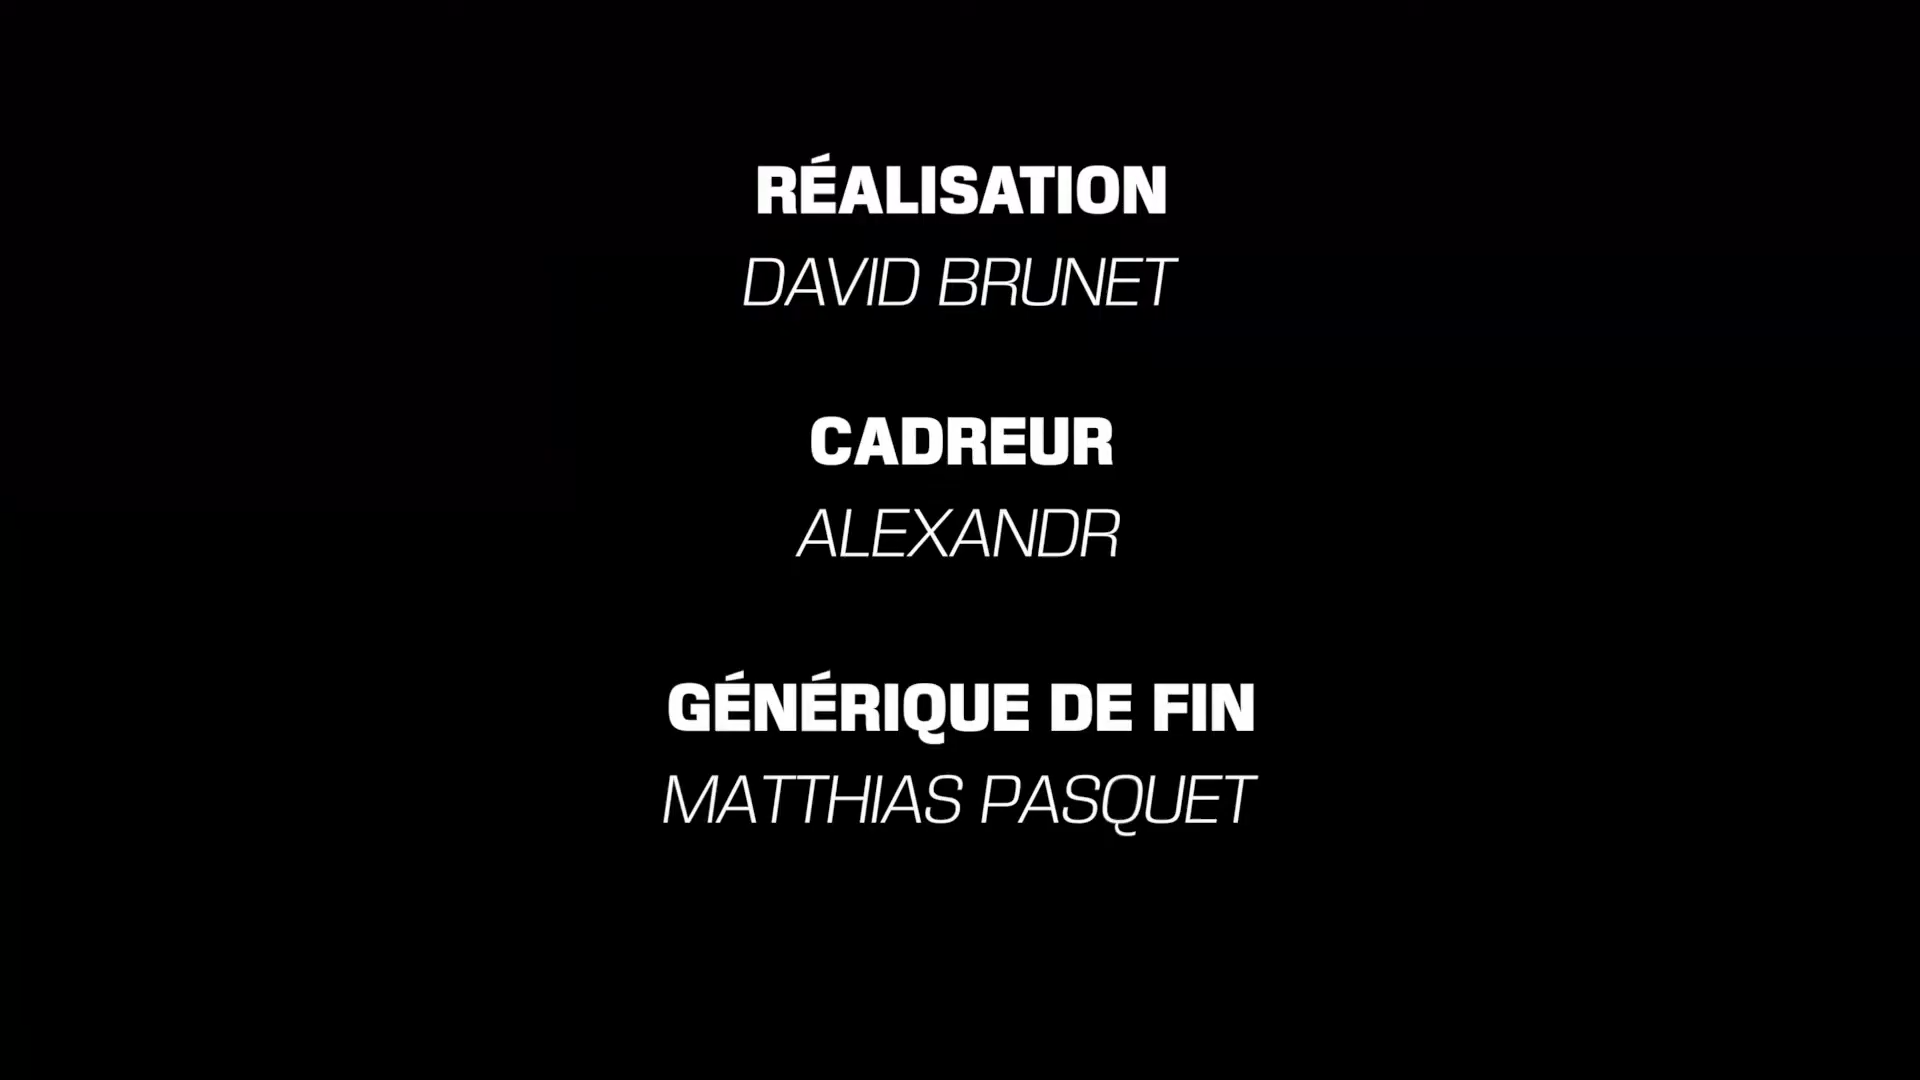 RÉALISATION
DAVID BRUNET
CADREUR
ALEXANDR
GÉNÉRIQUE DE FIN
MATTHIAS PASQUET